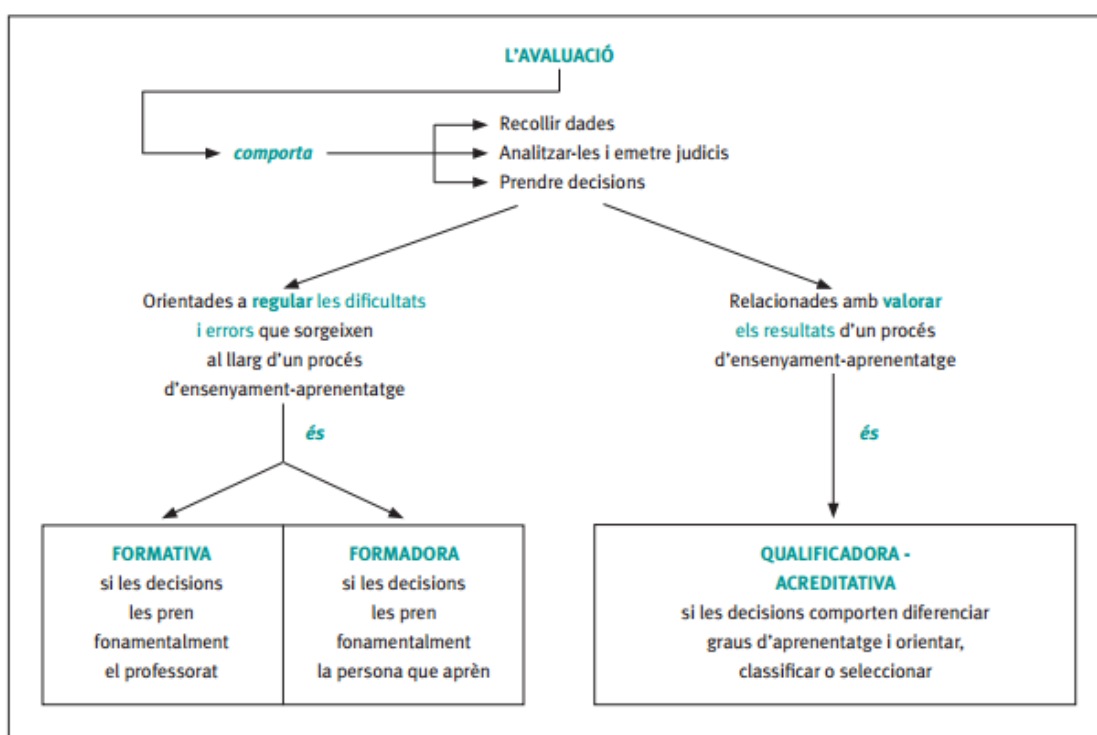 L'AVALUACIÓ
comporta
Recollir dades
Analitzar-les i emetre judicis
Prendre decisions
Orientades a regular les dificultats
i errors que sorgeixen
al llarg d'un procés
d'ensenyament-aprenentatge
és
FORMATIVA
si les decisions
les pren
fonamentalment
el professorat
FORMADORA
si les decisions
les pren
fonamentalment
la persona que aprèn
Relacionades amb valorar
els resultats d'un procés
d'ensenyament-aprenentatge
és
QUALIFICADORA -
ACREDITATIVA
si les decisions comporten diferenciar
graus d'aprenentatge i orientar,
classificar o seleccionar